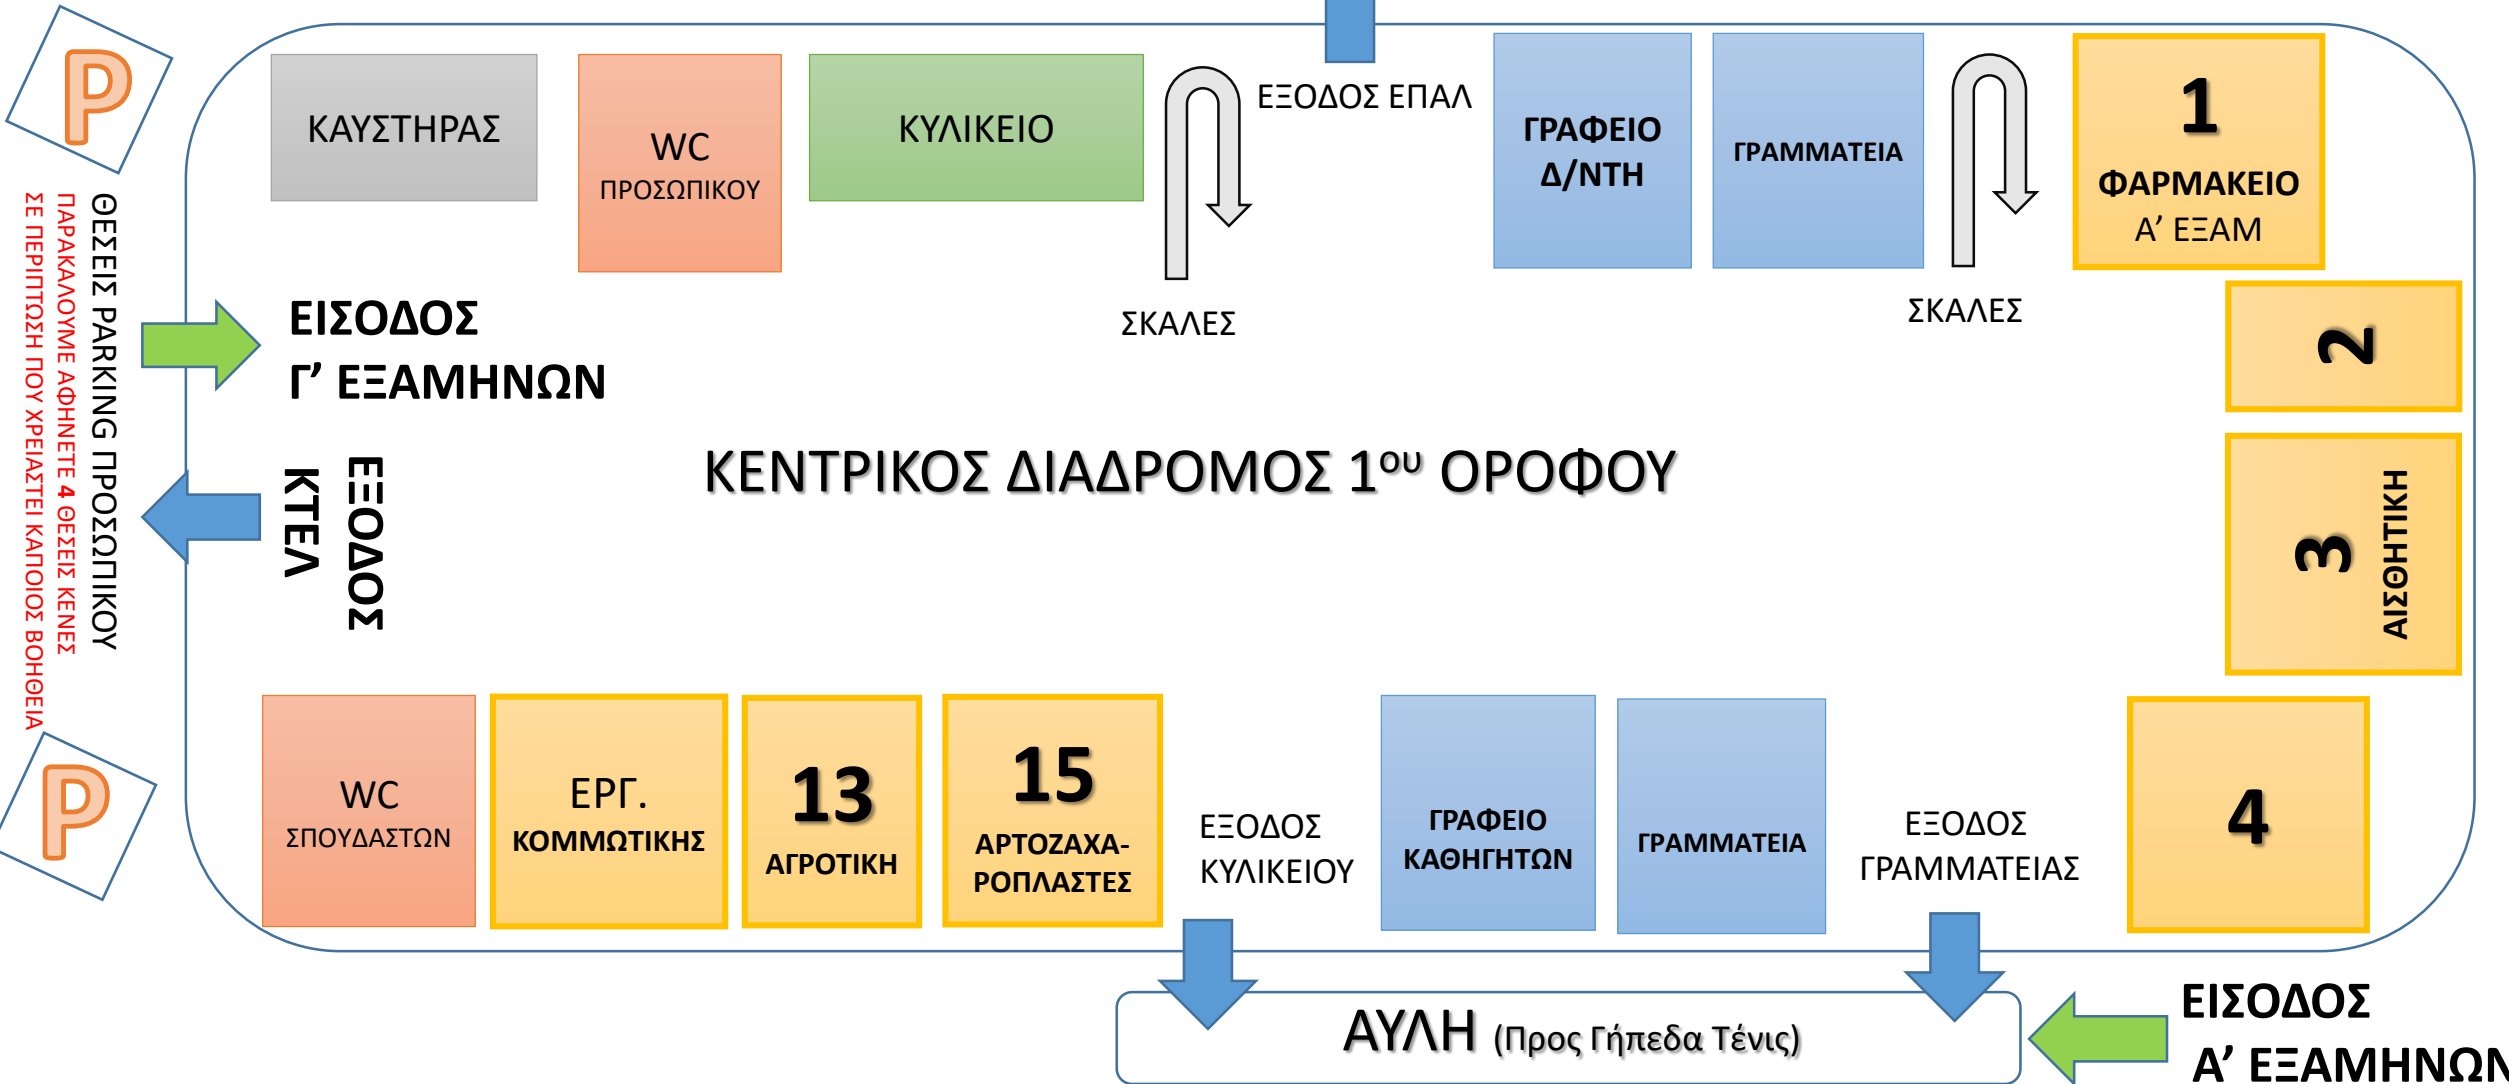 P
ΚΑΥΣΤΗΡΑΣ
WC
ΠΡΟΣΩΠΙΚΟΥ
ΚΥΛΙΚΕΙΟ
ΣΚΑΛΕΣ
ΕΞΟΔΟΣ ΕΠΑΛ
ΓΡΑΦΕΙΟ
Δ/ΝΤΗ
ΓΡΑΜΜΑΤΕΙΑ
ΣΚΑΛΕΣ
1
ΦΑΡΜΑΚΕΙΟ
Α' ΕΞΑΜ
ΘΕΣΕΙΣ PARKING ΠΡΟΣΩΠΙΚΟΥ
ΠΑΡΑΚΑΛΟΥΜΕ ΑΦΗΝΕΤΕ 4 ΘΕΣΕΙΣ ΚΕΝΕΣ
ΣΕ ΠΕΡΙΠΤΩΣΗ ΠΟΥ ΧΡΕΙΑΣΤΕΙ ΚΑΠΟΙΟΣ ΒΟΗΘΕΙΑ
ΕΙΣΟΔΟΣ
Γ' ΕΞΑΜΗΝΩΝ
2
ΕΞΟΔΟΣ
ΚΤΕΛ
ΚΕΝΤΡΙΚΟΣ ΔΙΑΔΡΟΜΟΣ 1ου ΟΡΟΦΟΥ
3
ΑΙΣΘΗΤΙΚΗ
P
WC
ΣΠΟΥΔΑΣΤΩΝ
ΕΡΓ.
ΚΟΜΜΩΤΙΚΗΣ
13
ΑΓΡΟΤΙΚΗ
15
ΑΡΤΟΖΑΧΑ-
ΡΟΠΛΑΣΤΕΣ
ΕΞΟΔΟΣ
ΚΥΛΙΚΕΙΟΥ
ΓΡΑΦΕΙΟ
ΚΑΘΗΓΗΤΩΝ
ΓΡΑΜΜΑΤΕΙΑ
ΕΞΟΔΟΣ
ΓΡΑΜΜΑΤΕΙΑΣ
4
ΑΥΛΗ (Προς Γήπεδα Τένις)
ΕΙΣΟΔΟΣ
Α' ΕΞΑΜΗΝΩΝ